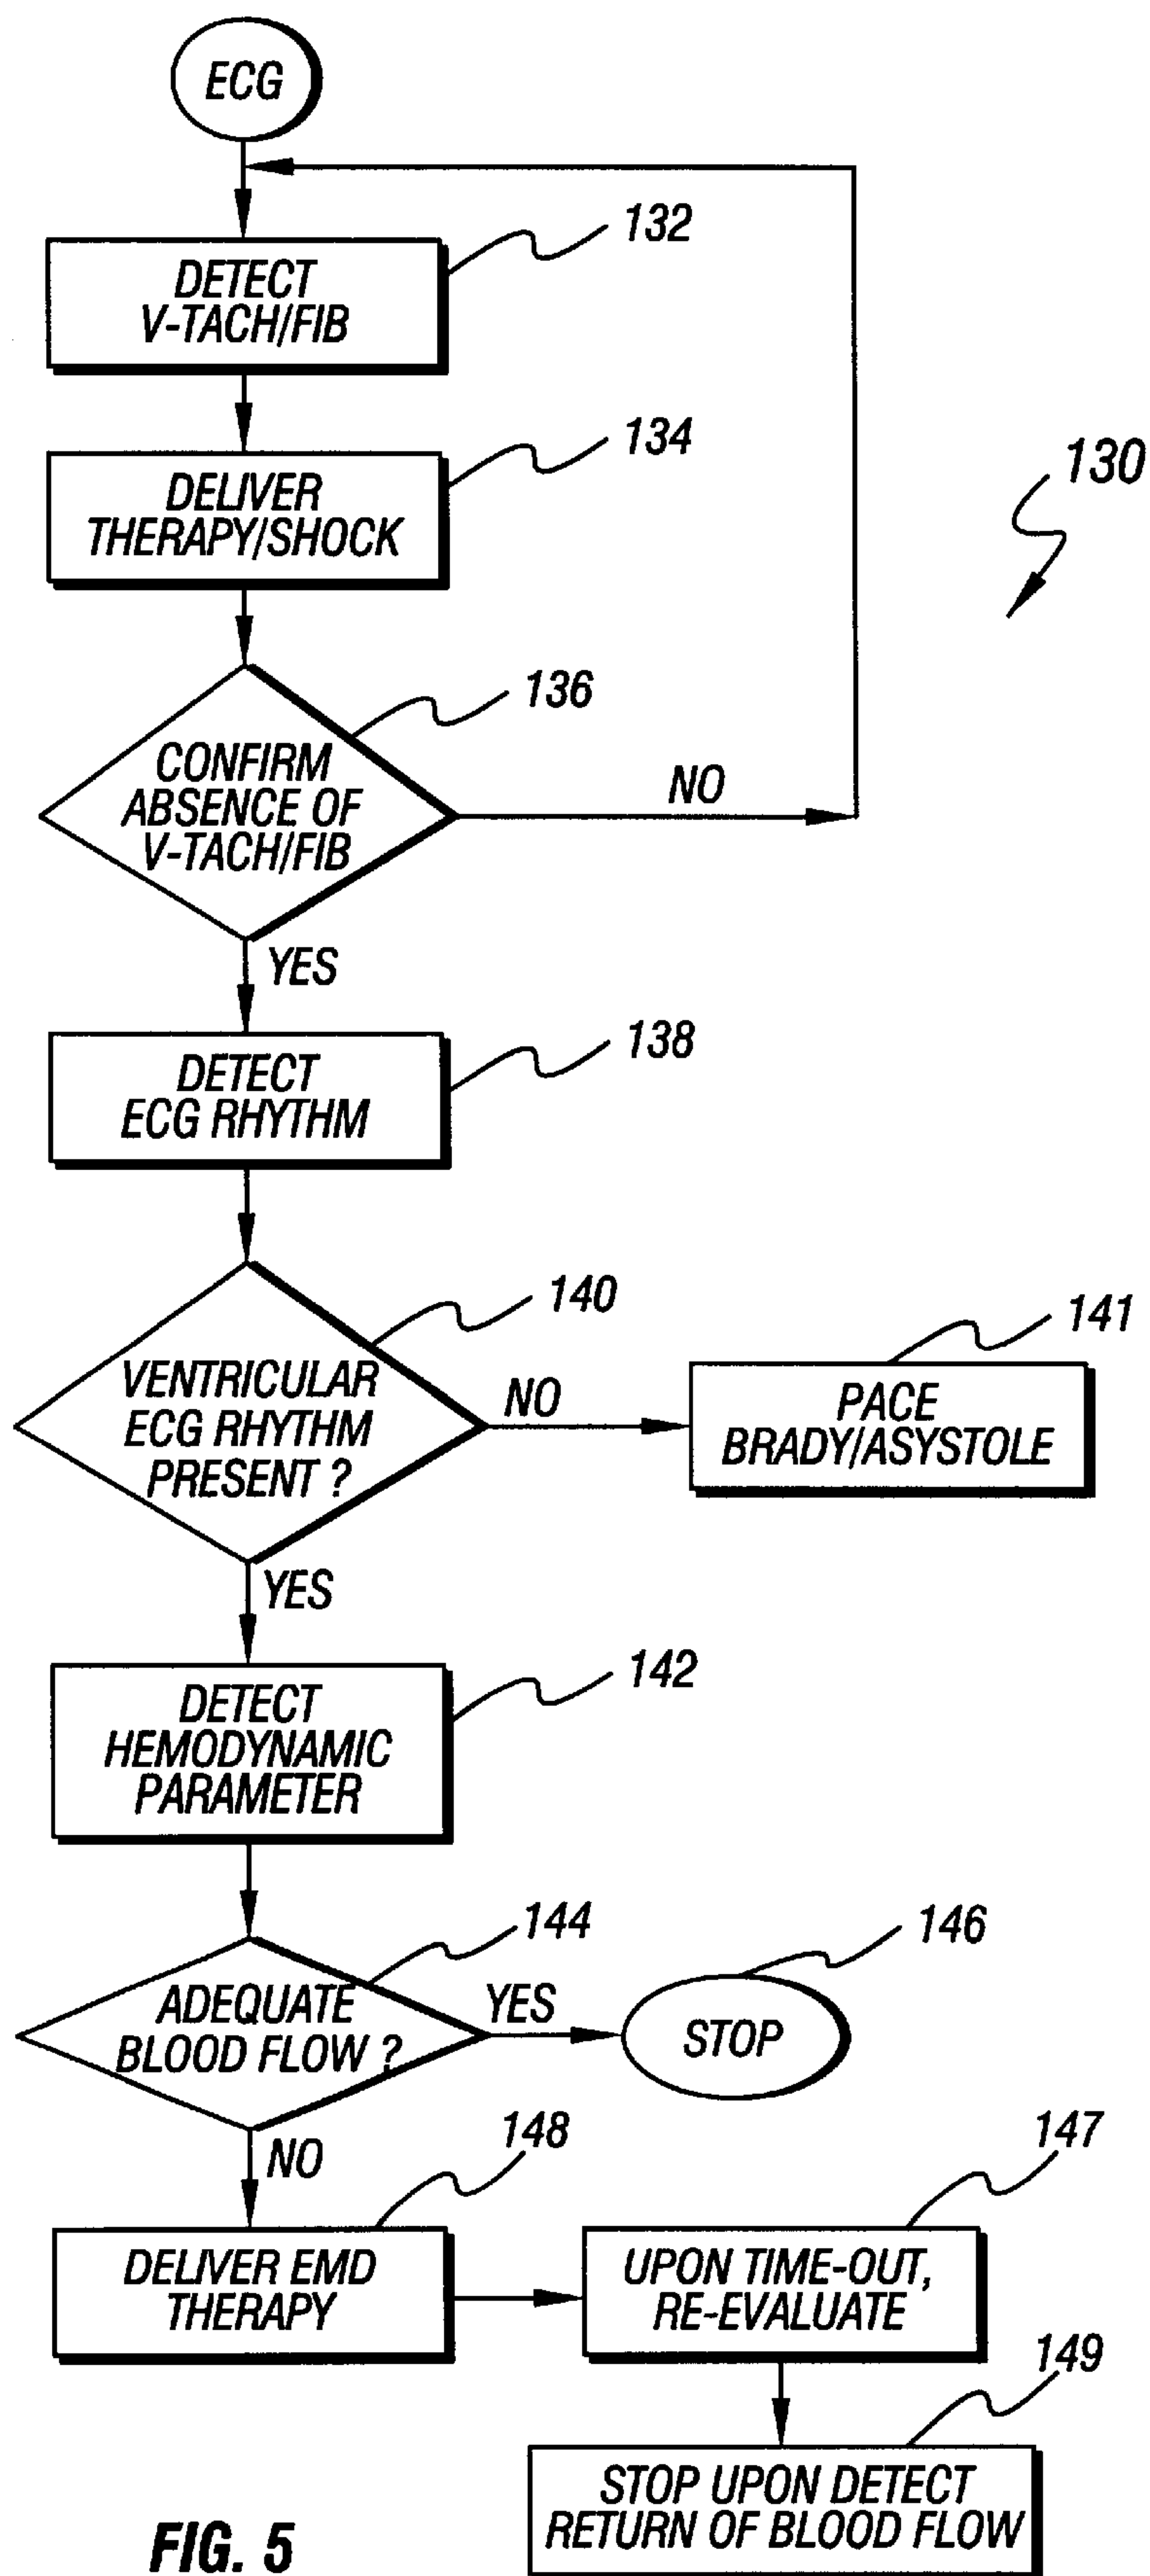 ECG
132
DETECT
V-TACH/FIB
134
DELIVER
THERAPY/SHOCK
130
136
CONFIRM
ABSENCE OF
V-TACH/FIB
NO
YES
138
DETECT
ECG RHYTHM
140
VENTRICULAR
ECG RHYTHM
PRESENT ?
NO
141
PACE
BRADY/ASYSTOLE
YES
142
DETECT
HEMODYNAMIC
PARAMETER
144
ADEQUATE
BLOOD FLOW ?
YES
146
STOP
NO
148
DELIVER EMD
THERAPY
147
UPON TIME-OUT,
RE-EVALUATE
149
STOP UPON DETECT
RETURN OF BLOOD FLOW
FIG. 5